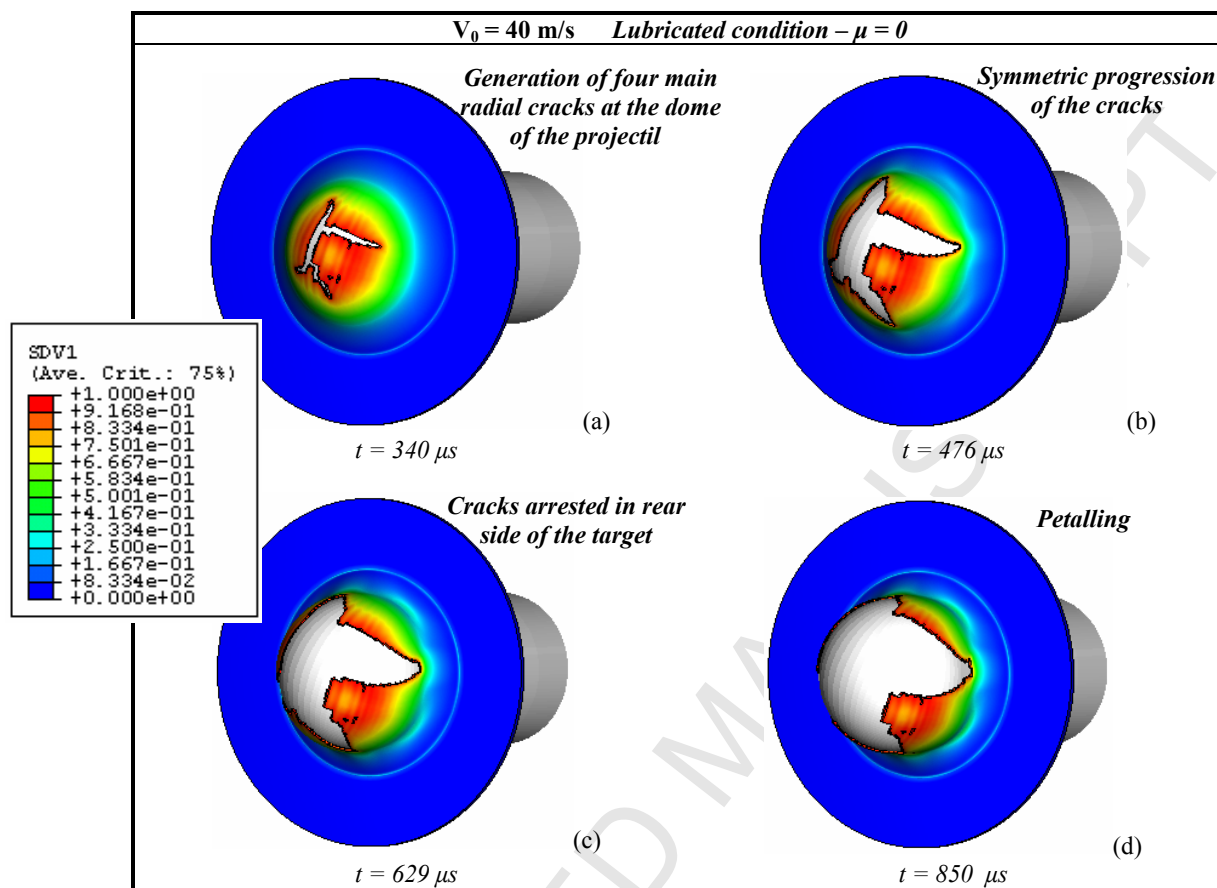 V₀ = 40 m/s Lubricated condition – μ = 0
Generation of four main
radial cracks at the dome
of the projectil
Symmetric progression
of the cracks
(a)
(b)
t = 340 μs
t = 476 μs
SDV1
(Ave. Crit.: 75%)
+1.000e+00
+9.168e-01
+8.334e-01
+7.501e-01
+6.667e-01
+5.834e-01
+5.001e-01
+4.167e-01
+3.334e-01
+2.500e-01
+1.667e-01
+8.334e-02
+0.000e+00
Cracks arrested in rear
side of the target
Petalling
(c)
(d)
t = 629 μs
t = 850 μs